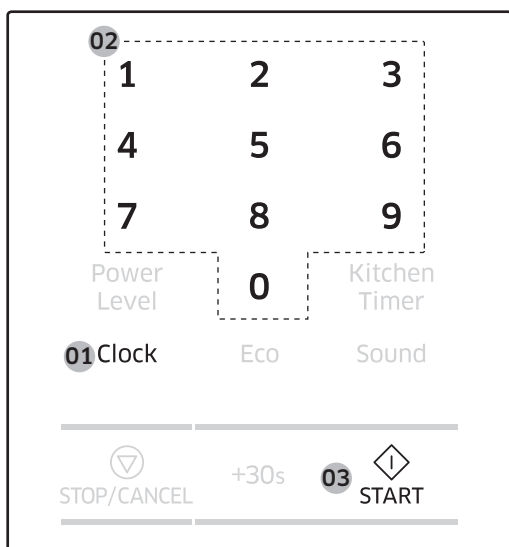 02
1 2 3
4 5 6
7 8 9
Power Level 0 Kitchen Timer
01 Clock Eco Sound
STOP/CANCEL +30s 03 START